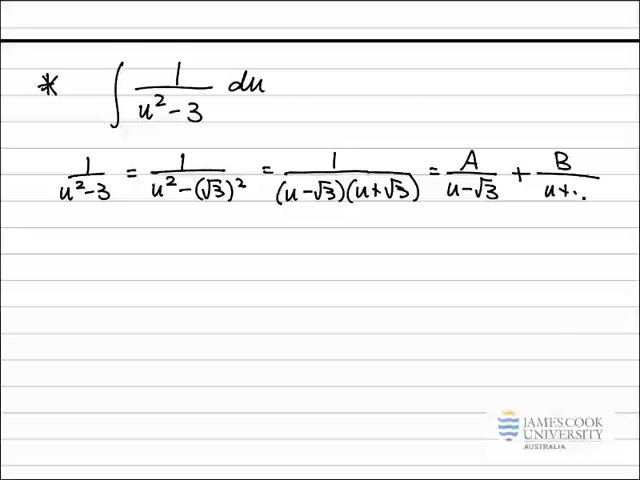 * ∫ 1/(u² - 3) du
1/(u² - 3) = 1/(u² - (√3)²) = 1/((u - √3)(u + √3)) = A/(u - √3) + B/(u + .
JAMES COOK
UNIVERSITY
AUSTRALIA